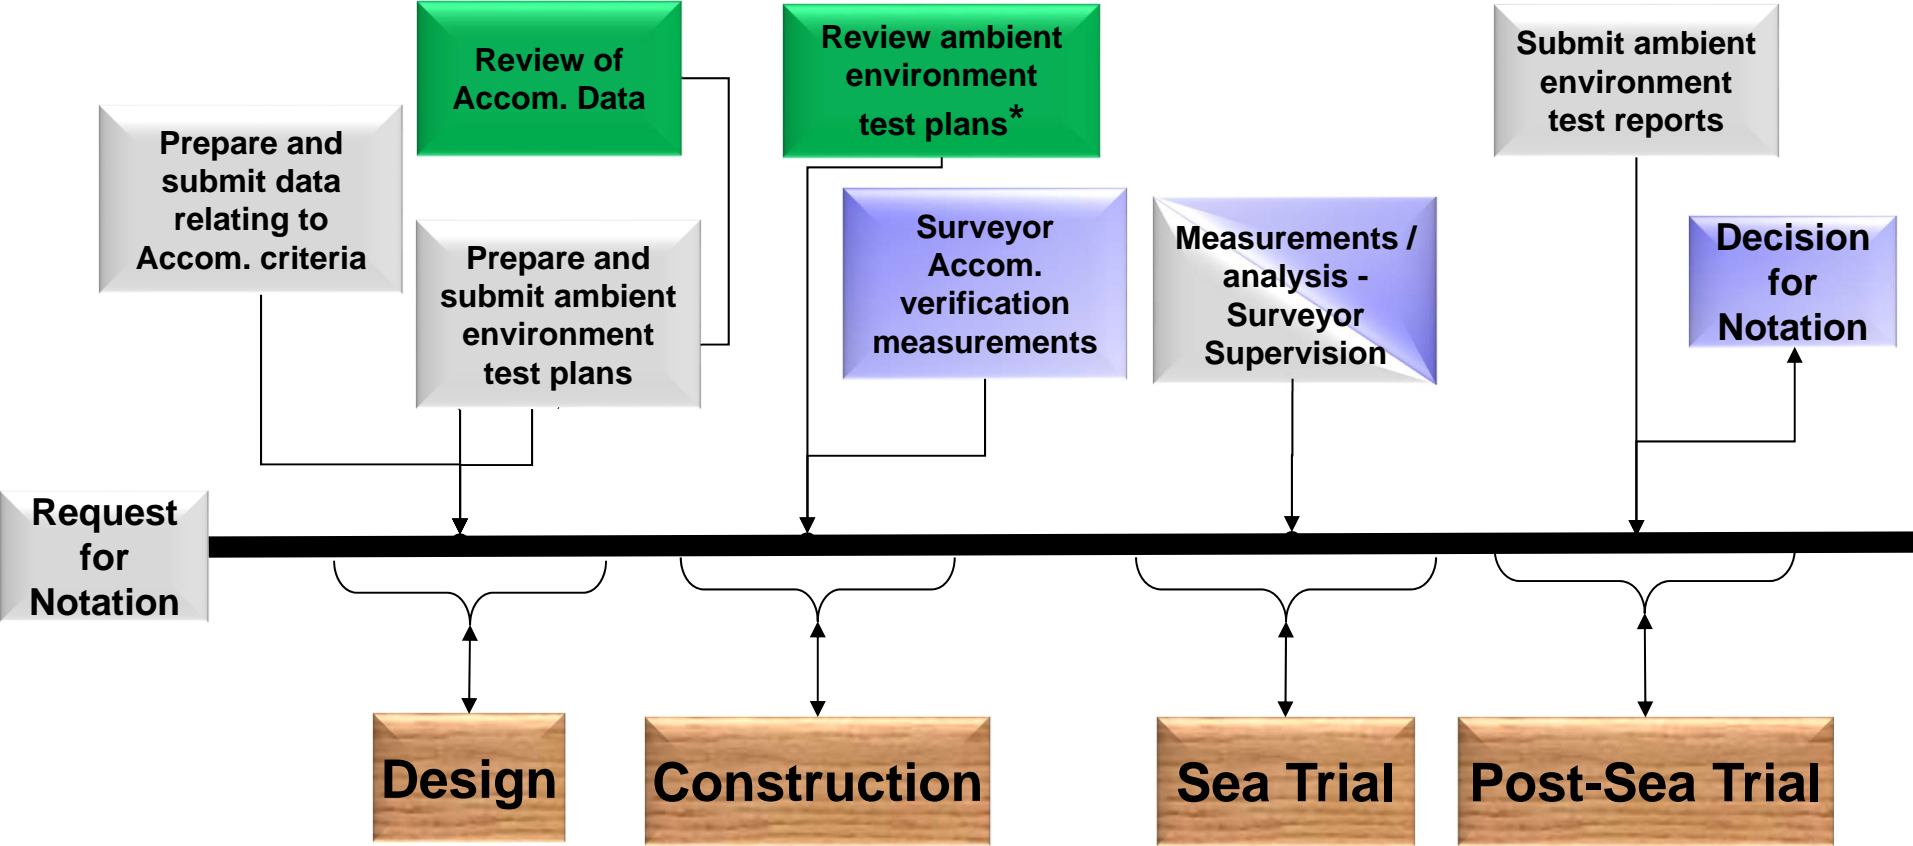 Review of
Accom. Data
Review ambient
environment
test plans*
Submit ambient
environment
test reports
Prepare and
submit data
relating to
Accom. criteria
Prepare and
submit ambient
environment
test plans
Surveyor
Accom.
verification
measurements
Measurements /
analysis -
Surveyor
Supervision
Decision
for
Notation
Request
for
Notation
Design
Construction
Sea Trial
Post-Sea Trial